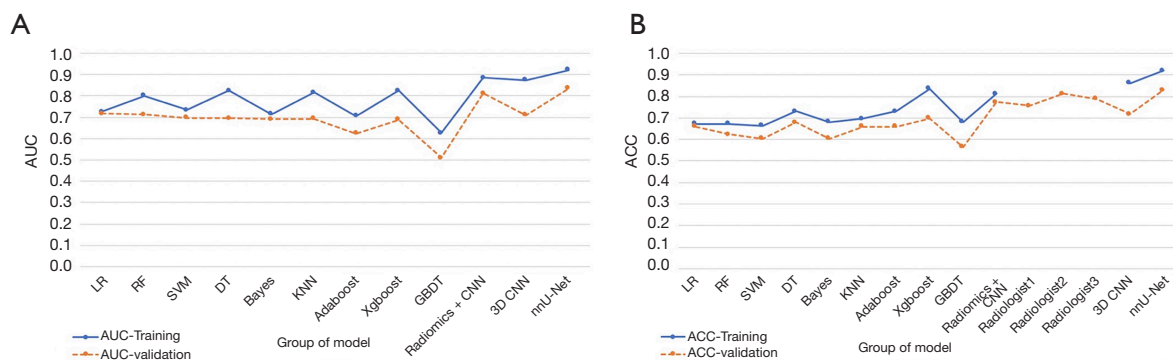 A
AUC
1.0
0.9
0.8
0.7
0.6
0.5
0.4
0.3
0.2
0.1
0.0
LR
RF
SVM
DT
Bayes
KNN
Adaboost
Xgboost
GBDT
Radiomics + CNN
3D CNN
nnU-Net
Group of model
AUC-Training
AUC-validation
B
ACC
1.0
0.9
0.8
0.7
0.6
0.5
0.4
0.3
0.2
0.1
0.0
LR
RF
SVM
DT
Bayes
KNN
Adaboost
Xgboost
GBDT
Radiomics +
CNN
Radiologist1
Radiologist2
Radiologist3
3D CNN
nnU-Net
Group of model
ACC-Training
ACC-validation